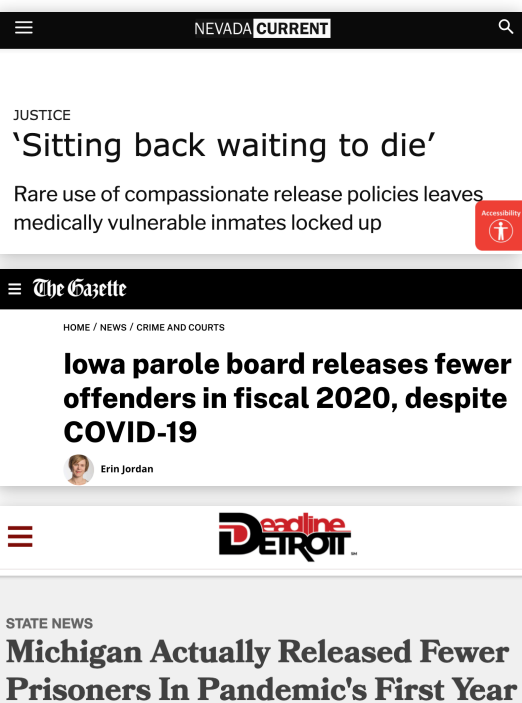 NEVADA CURRENT
JUSTICE
‘Sitting back waiting to die’
Rare use of compassionate release policies leaves
medically vulnerable inmates locked up
Accessibility
The Gazette
HOME / NEWS / CRIME AND COURTS
Iowa parole board releases fewer
offenders in fiscal 2020, despite
COVID-19
Erin Jordan
Deadline
DETROIT SM
STATE NEWS
Michigan Actually Released Fewer
Prisoners In Pandemic's First Year